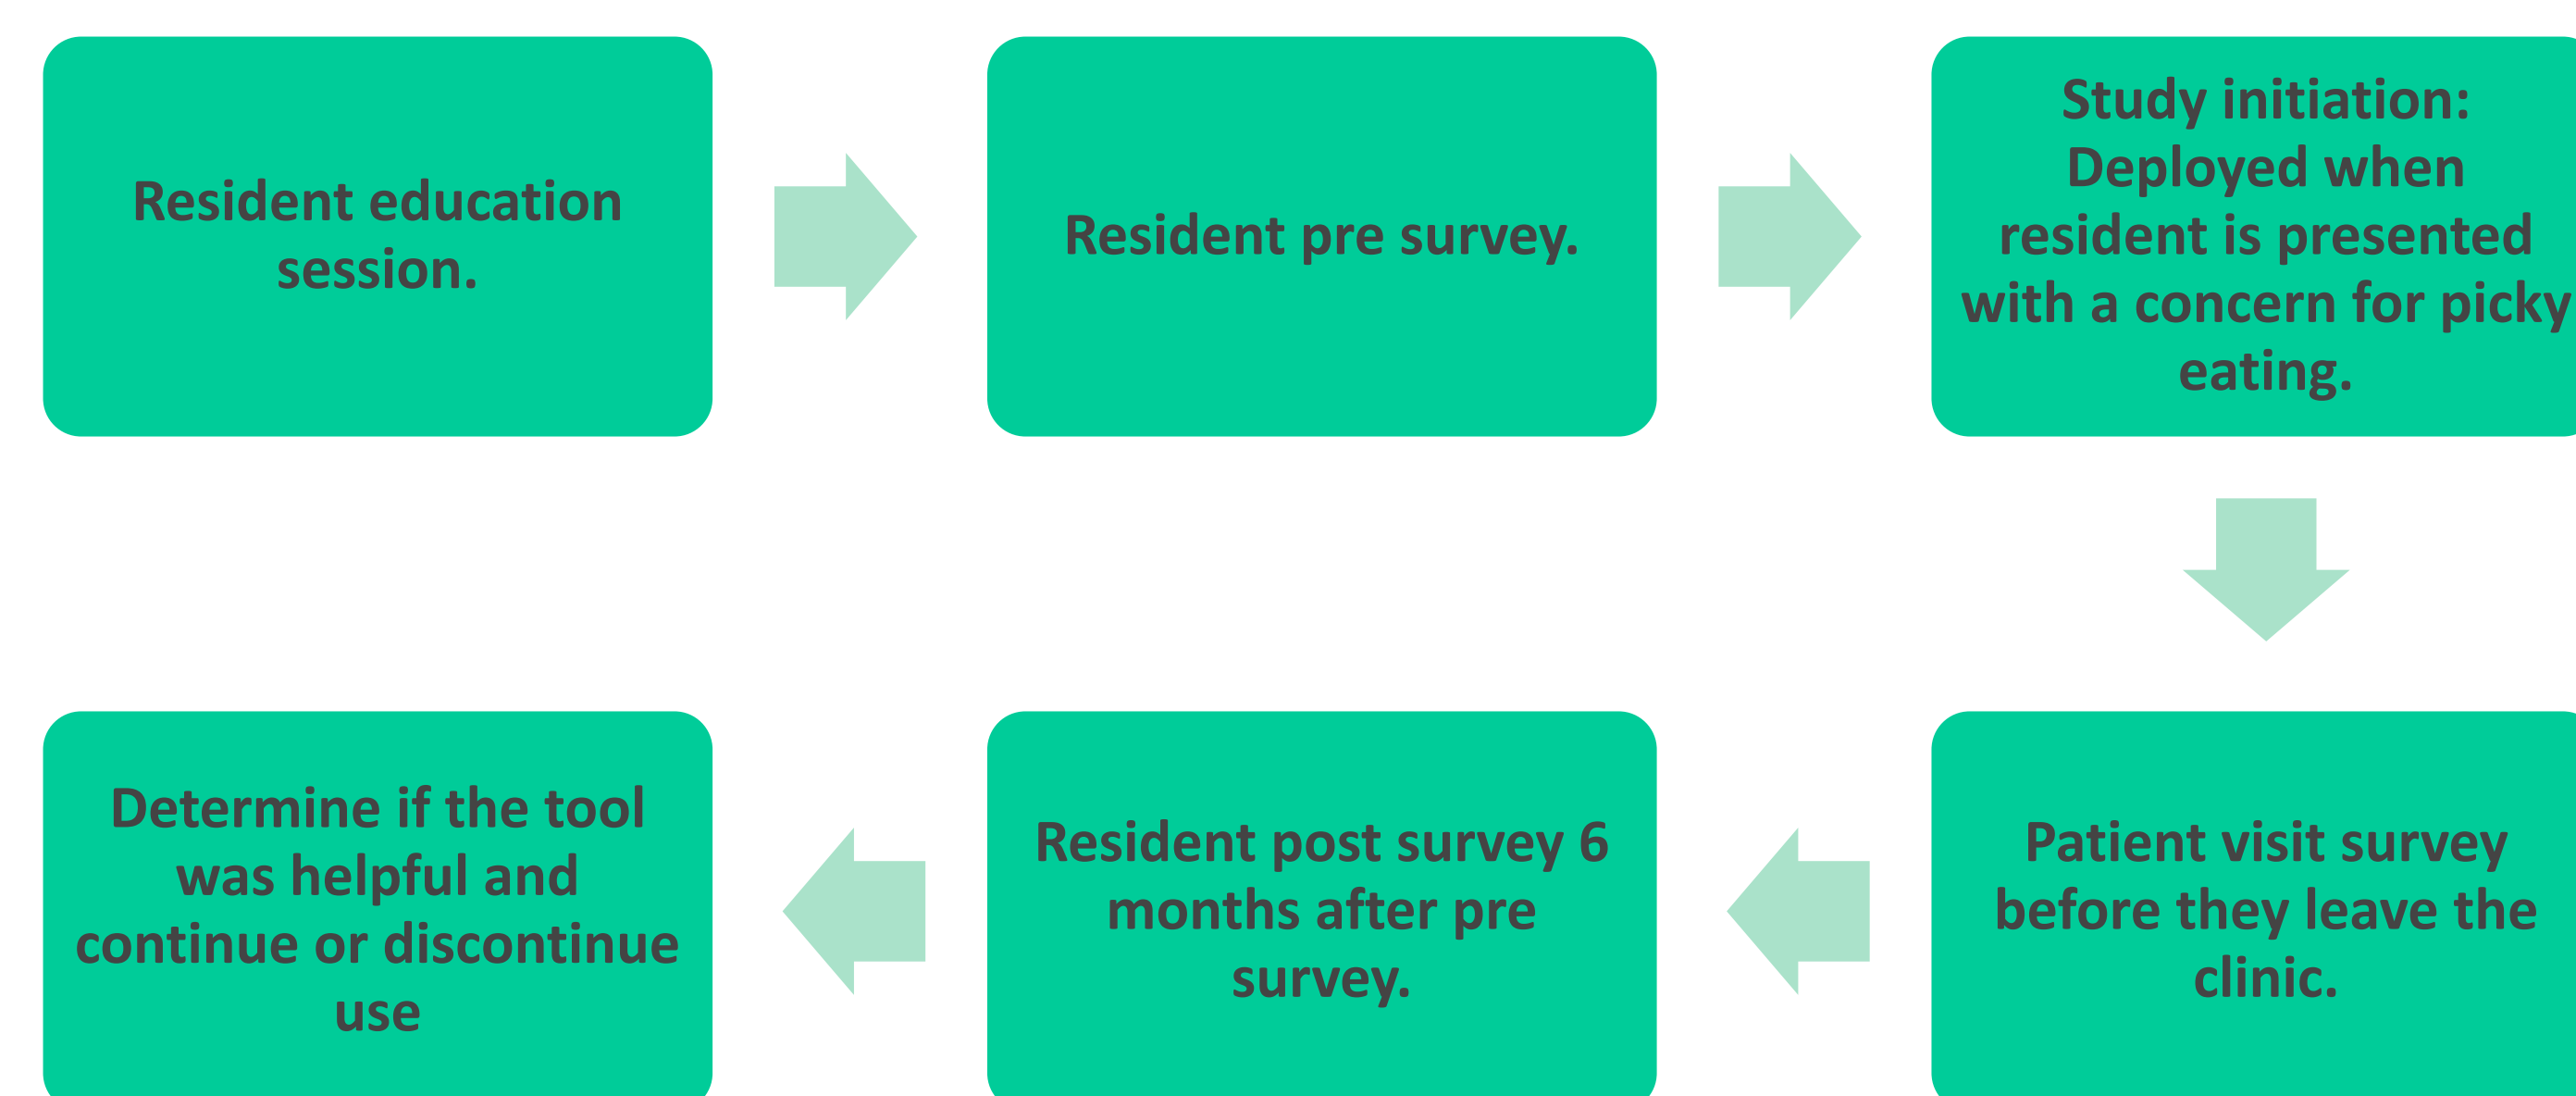 Resident education
session.
Resident pre survey.
Study initiation:
Deployed when
resident is presented
with a concern for picky
eating.
Patient visit survey
before they leave the
clinic.
Resident post survey 6
months after pre
survey.
Determine if the tool
was helpful and
continue or discontinue
use